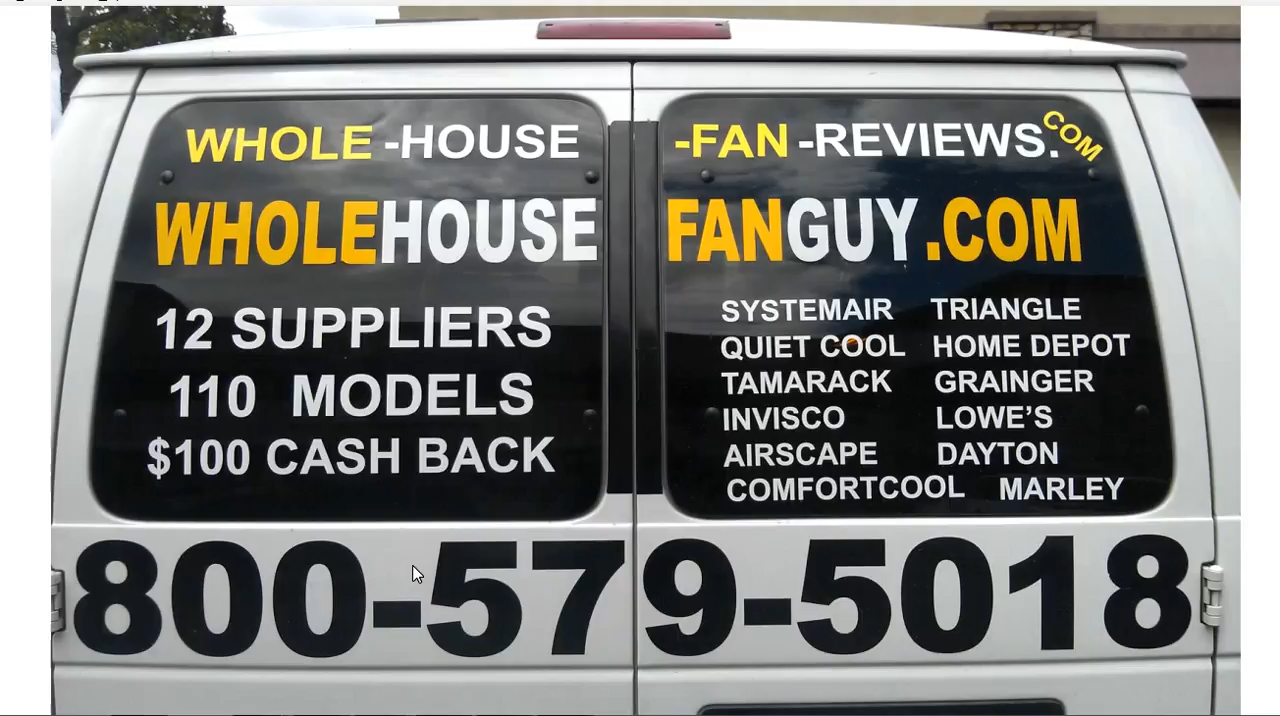 WHOLE-HOUSE-FAN-REVIEWS.COM
WHOLEHOUSE FANGUY.COM
12 SUPPLIERS
110 MODELS
$100 CASH BACK
SYSTEMAIR TRIANGLE
QUIET COOL HOME DEPOT
TAMARACK GRAINGER
INVISCO LOWE'S
AIRSCAPE DAYTON
COMFORTCOOL MARLEY
800-579-5018